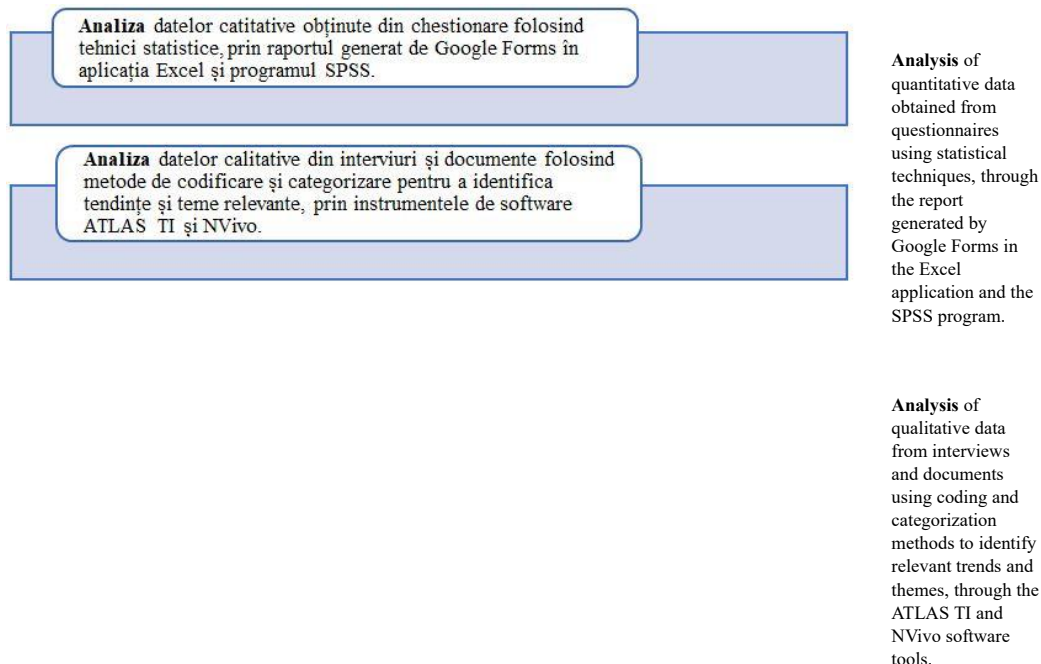 Analiza datelor catitative obținute din chestionare folosind
tehnici statistice, prin raportul generat de Google Forms în
aplicația Excel și programul SPSS.
Analiza datelor calitative din interviuri și documente folosind
metode de codificare și categorizare pentru a identifica
tendințe și teme relevante, prin instrumentele de software
ATLAS TI și NVivo.
Analysis of
quantitative data
obtained from
questionnaires
using statistical
techniques, through
the report
generated by
Google Forms in
the Excel
application and the
SPSS program.
Analysis of
qualitative data
from interviews
and documents
using coding and
categorization
methods to identify
relevant trends and
themes, through the
ATLAS TI and
NVivo software
tools.